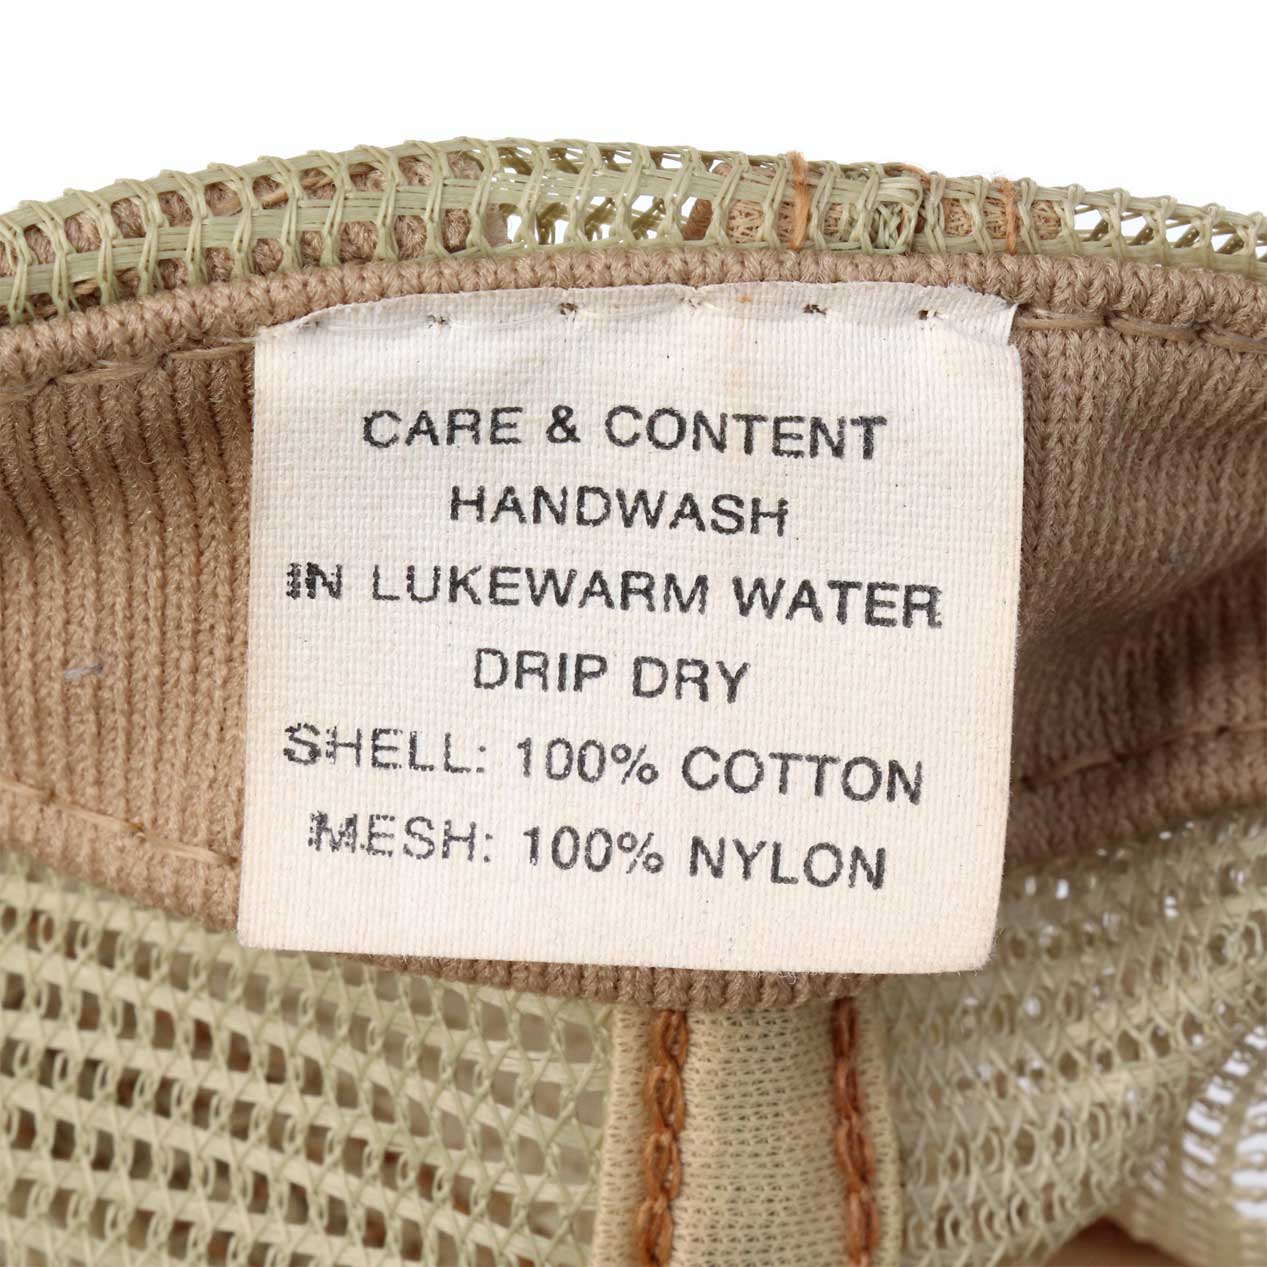 CARE & CONTENT
HANDWASH
IN LUKEWARM WATER
DRIP DRY
SHELL: 100% COTTON
MESH: 100% NYLON